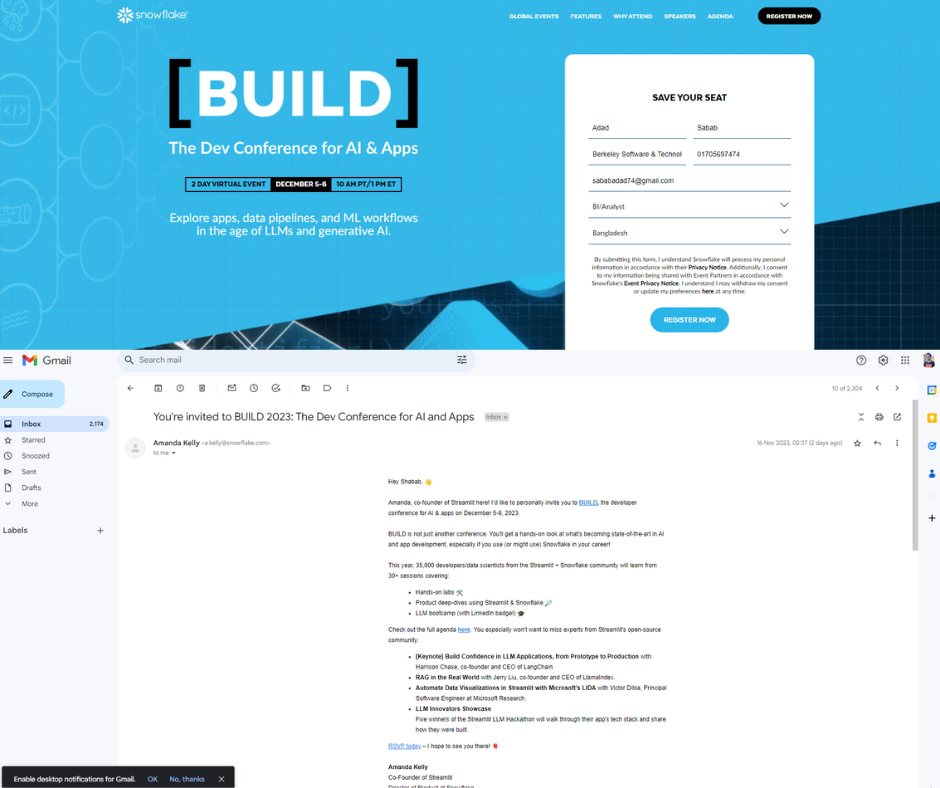 snowflake
GLOBAL EVENTS FEATURES WHY ATTEND SPEAKERS AGENDA REGISTER NOW
[BUILD]
The Dev Conference for AI & Apps
2 DAY VIRTUAL EVENT DECEMBER 5-6 10 AM PT/1 PM ET
Explore apps, data pipelines, and ML workflows
in the age of LLMs and generative AI.
SAVE YOUR SEAT
Adad Sabab
Berkeley Software & Technol 01705697474
sababadad74@gmail.com
BI/Analyst
Bangladesh
By submitting this form, I understand Snowflake will process my personal
information in accordance with their Privacy Notice. Additionally, I consent
to my information being shared with Event Partners in accordance with
Snowflake's Event Privacy Notice. I understand I may withdraw my consent
or update my preferences here at any time.
REGISTER NOW
Gmail
Search mail
Compose
Inbox 2,174
Starred
Snoozed
Sent
Drafts
More
Labels
10 of 2,304
You're invited to BUILD 2023: The Dev Conference for AI and Apps Inbox x
Amanda Kelly <a.kelly@snowflake.com>
16 Nov 2023, 02:37 (2 days ago)
to me
Hey Shabab, 👋
Amanda, co-founder of Streamlit here! I'd like to personally invite you to BUILD, the developer
conference for AI & apps on December 5-6, 2023.
BUILD is not just another conference. You'll get a hands-on look at what's becoming state-of-the-art in AI
and app development, especially if you use (or might use) Snowflake in your career!
This year, 35,000 developers/data scientists from the Streamlit + Snowflake community will learn from
30+ sessions covering:
• Hands-on labs 🛠️
• Product deep-dives using Streamlit & Snowflake 🔎
• LLM bootcamp (with LinkedIn badge!) 🎓
Check out the full agenda here. You especially won't want to miss experts from Streamlit's open-source
community:
• [Keynote] Build Confidence in LLM Applications, from Prototype to Production with
Harrison Chase, co-founder and CEO of LangChain.
• RAG in the Real World with Jerry Liu, co-founder and CEO of LlamaIndex.
• Automate Data Visualizations in Streamlit with Microsoft's LIDA with Victor Dibia, Principal
Software Engineer at Microsoft Research.
• LLM Innovators Showcase
Five winners of the Streamlit LLM Hackathon will walk through their app's tech stack and share
how they were built.
RSVP today – I hope to see you there! 🎈
Amanda Kelly
Co-Founder of Streamlit
Director of Product at Snowflake
Enable desktop notifications for Gmail. OK No, thanks X